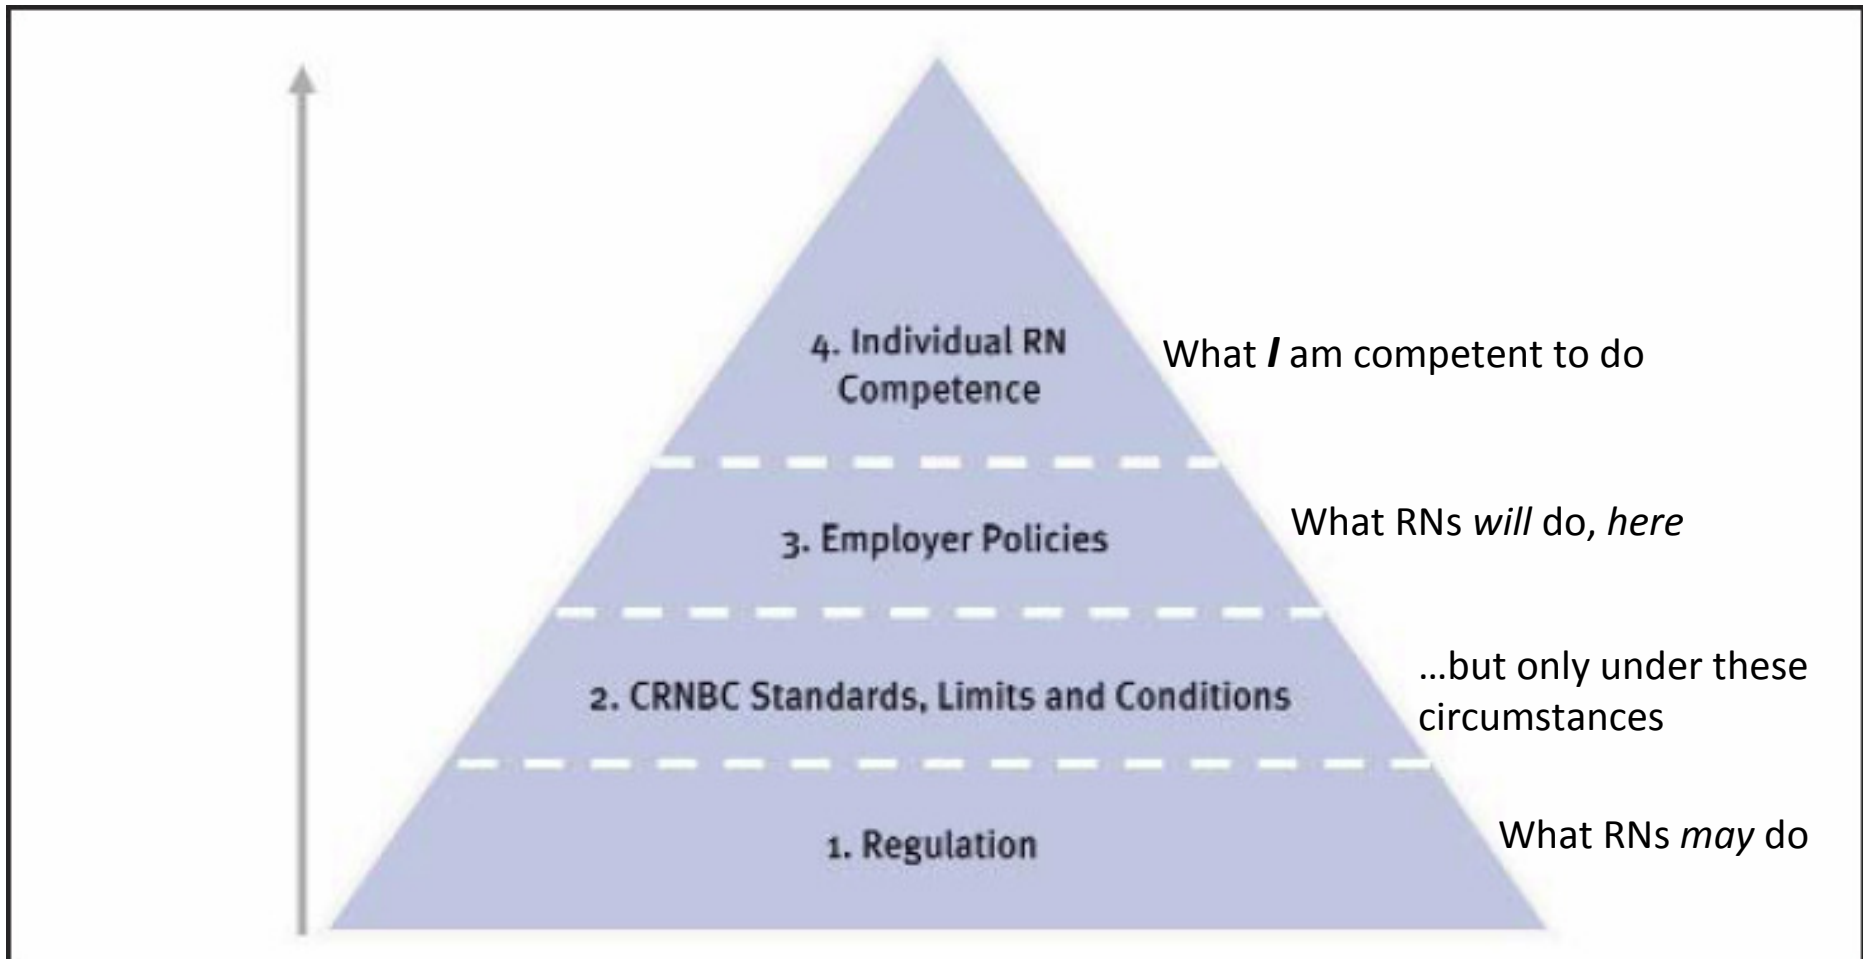 4. Individual RN
Competence
What I am competent to do
3. Employer Policies
What RNs will do, here
2. CRNBC Standards, Limits and Conditions
...but only under these
circumstances
1. Regulation
What RNs may do